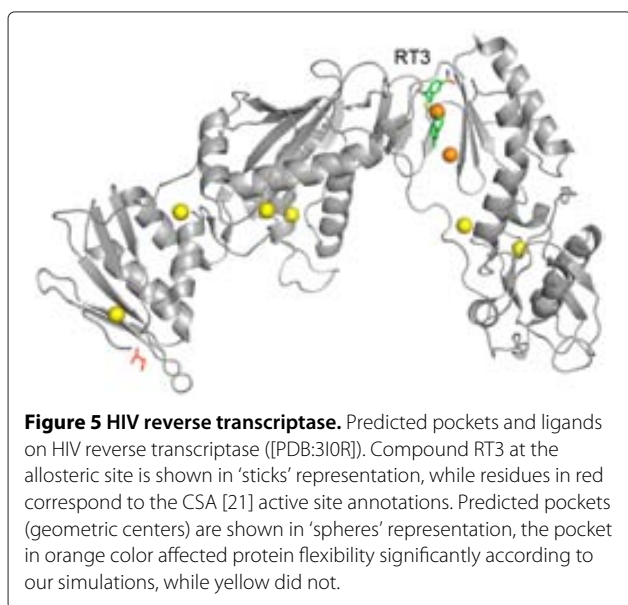 RT3
Figure 5 HIV reverse transcriptase. Predicted pockets and ligands
on HIV reverse transcriptase ([PDB:3I0R]). Compound RT3 at the
allosteric site is shown in ‘sticks’ representation, while residues in red
correspond to the CSA [21] active site annotations. Predicted pockets
(geometric centers) are shown in ‘spheres’ representation, the pocket
in orange color affected protein flexibility significantly according to
our simulations, while yellow did not.